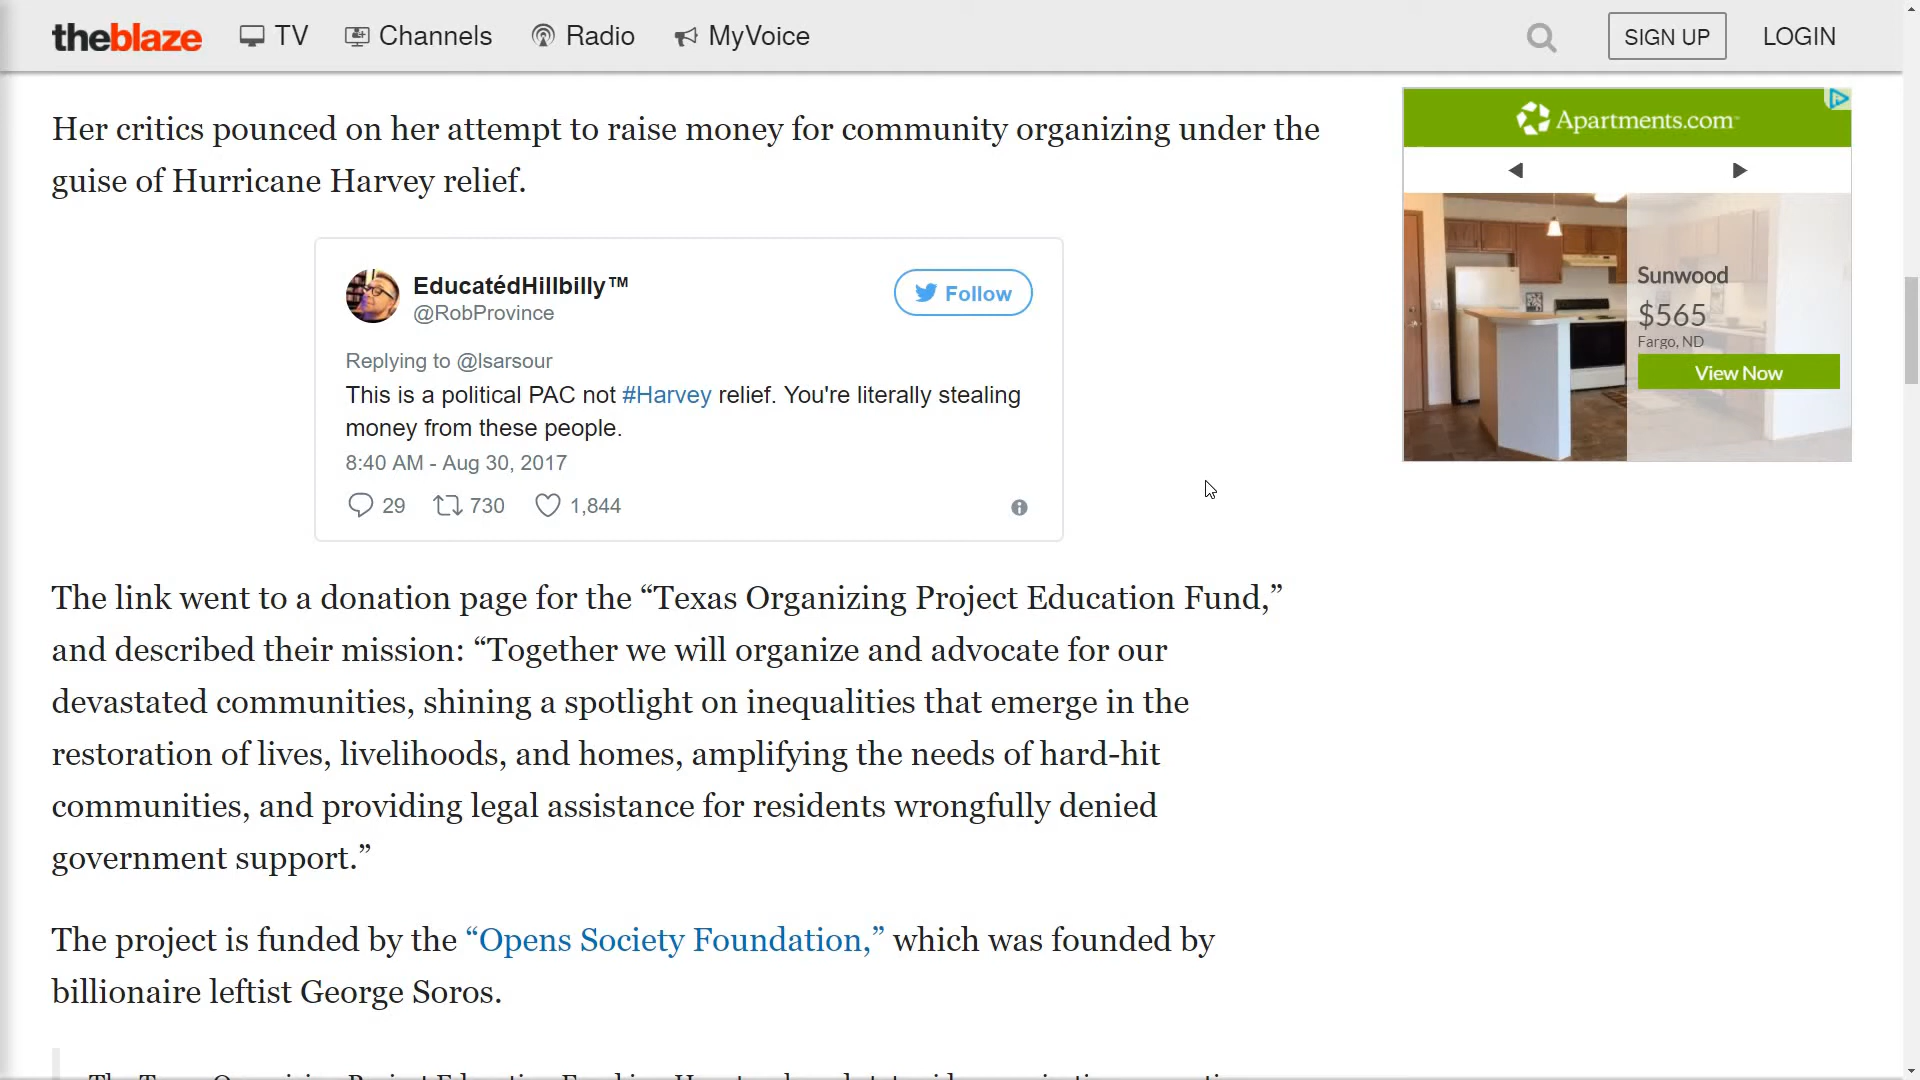 theblaze TV Channels Radio MyVoice SIGN UP LOGIN
Her critics pounced on her attempt to raise money for community organizing under the
guise of Hurricane Harvey relief.
EducatédHillbilly™
@RobProvince
Follow
Replying to @lsarsour
This is a political PAC not #Harvey relief. You're literally stealing
money from these people.
8:40 AM - Aug 30, 2017
29 730 1,844
The link went to a donation page for the “Texas Organizing Project Education Fund,”
and described their mission: “Together we will organize and advocate for our
devastated communities, shining a spotlight on inequalities that emerge in the
restoration of lives, livelihoods, and homes, amplifying the needs of hard-hit
communities, and providing legal assistance for residents wrongfully denied
government support.”
The project is funded by the “Opens Society Foundation,” which was founded by
billionaire leftist George Soros.
Apartments.com
Sunwood
$565
Fargo, ND
View Now